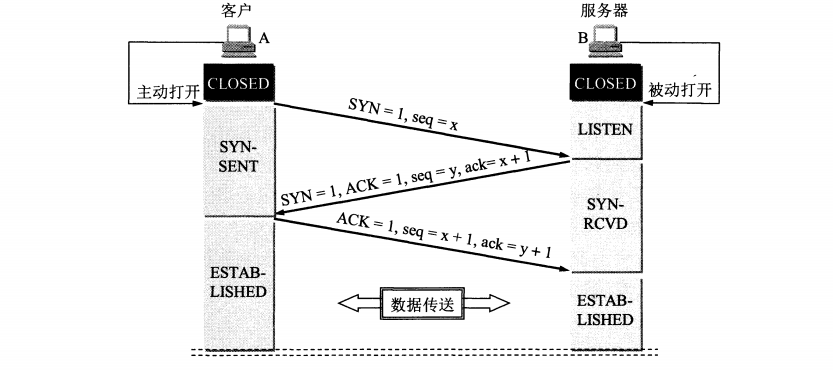 客户
服务器
A
B
主动打开
CLOSED
CLOSED
被动打开
SYN = 1, seq = x
LISTEN
SYN-
SENT
SYN = 1, ACK = 1, seq = y, ack= x + 1
SYN-
RCVD
ACK = 1, seq = x + 1, ack = y + 1
ESTAB-
LISHED
数据传送
ESTAB-
LISHED